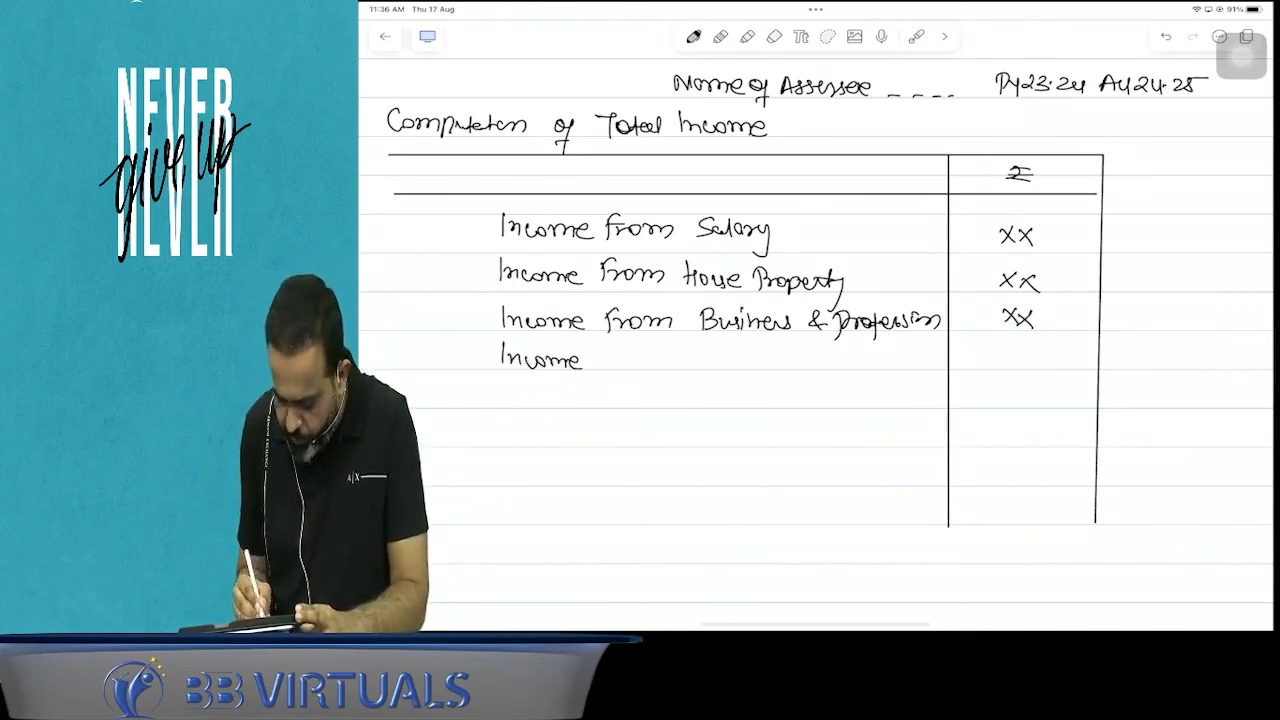 11:36 AM Thu 17 Aug
91%
NEVER
give up
NEVER
Name of Assessee ---- Py 23.24 Ay 24.25
Computation of Total Income
₹
Income from Salary xx
Income from House Property xx
Income from Business & Profession xx
Income
A|X
BB VIRTUALS